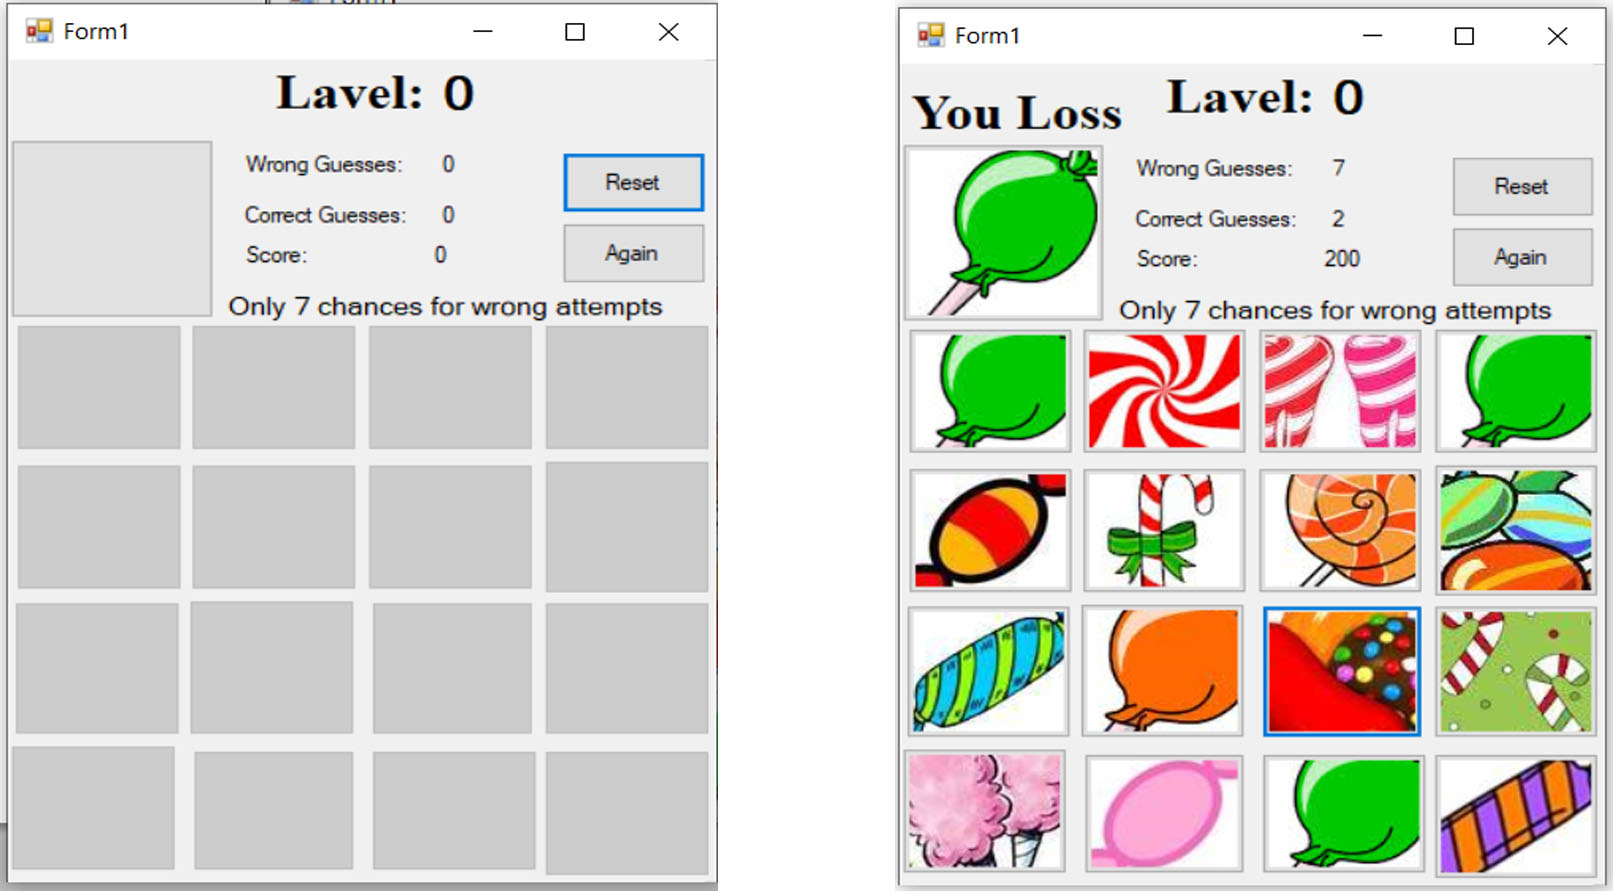 Form1
Lavel: 0
Wrong Guesses: 0
Reset
Correct Guesses: 0
Score: 0
Again
Only 7 chances for wrong attempts
Form1
You Loss
Lavel: 0
Wrong Guesses: 7
Reset
Correct Guesses: 2
Score: 200
Again
Only 7 chances for wrong attempts